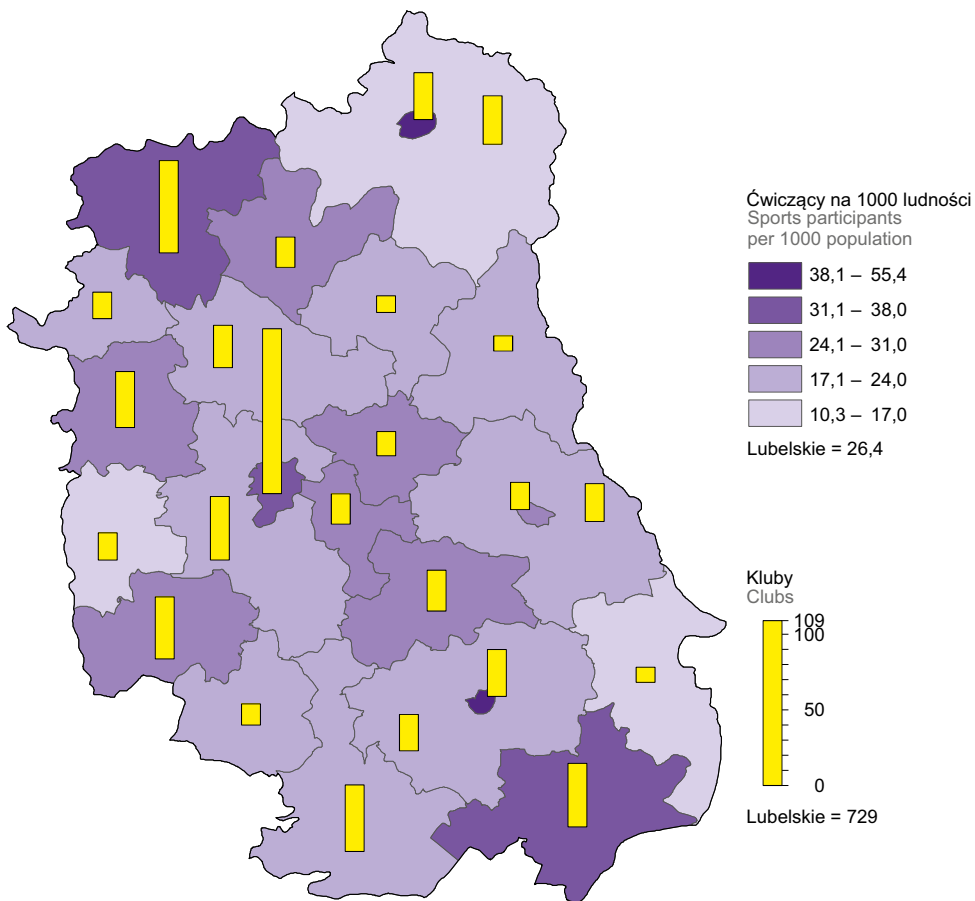 Ćwiczący na 1000 ludności
Sports participants
per 1000 population
38,1 – 55,4
31,1 – 38,0
24,1 – 31,0
17,1 – 24,0
10,3 – 17,0
Lubelskie = 26,4
Kluby
Clubs
109
100
50
0
Lubelskie = 729